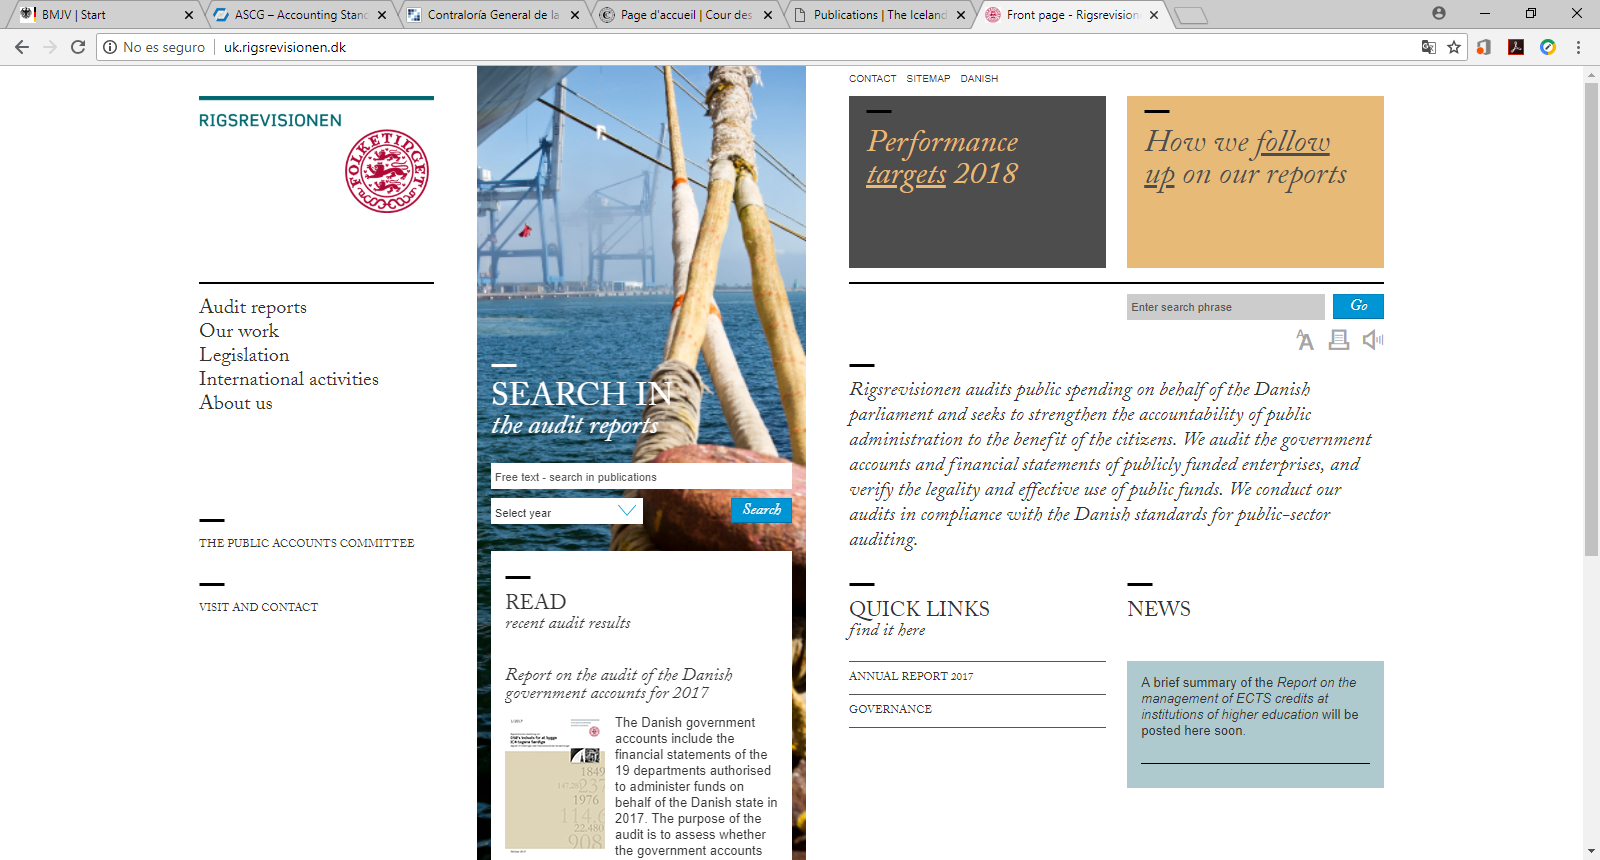 BMJV | Start
ASCG – Accounting Stan
Contraloría General de la
Page d'accueil | Cour des
Publications | The Iceland
Front page - Rigsrevision
No es seguro
uk.rigsrevisionen.dk
RIGSREVISIONEN
FOLKETINGET
Audit reports
Our work
Legislation
International activities
About us
THE PUBLIC ACCOUNTS COMMITTEE
VISIT AND CONTACT
SEARCH IN
the audit reports
Free text - search in publications
Select year
Search
READ
recent audit results
Report on the audit of the Danish
government accounts for 2017
1849
237
1976
114.6
22.480
908
The Danish government
accounts include the
financial statements of the
19 departments authorised
to administer funds on
behalf of the Danish state in
2017. The purpose of the
audit is to assess whether
the government accounts
CONTACT SITEMAP DANISH
Performance
targets 2018
How we follow
up on our reports
Enter search phrase
Go
Rigsrevisionen audits public spending on behalf of the Danish
parliament and seeks to strengthen the accountability of public
administration to the benefit of the citizens. We audit the government
accounts and financial statements of publicly funded enterprises, and
verify the legality and effective use of public funds. We conduct our
audits in compliance with the Danish standards for public-sector
auditing.
QUICK LINKS
find it here
ANNUAL REPORT 2017
GOVERNANCE
NEWS
A brief summary of the Report on the
management of ECTS credits at
institutions of higher education will be
posted here soon.